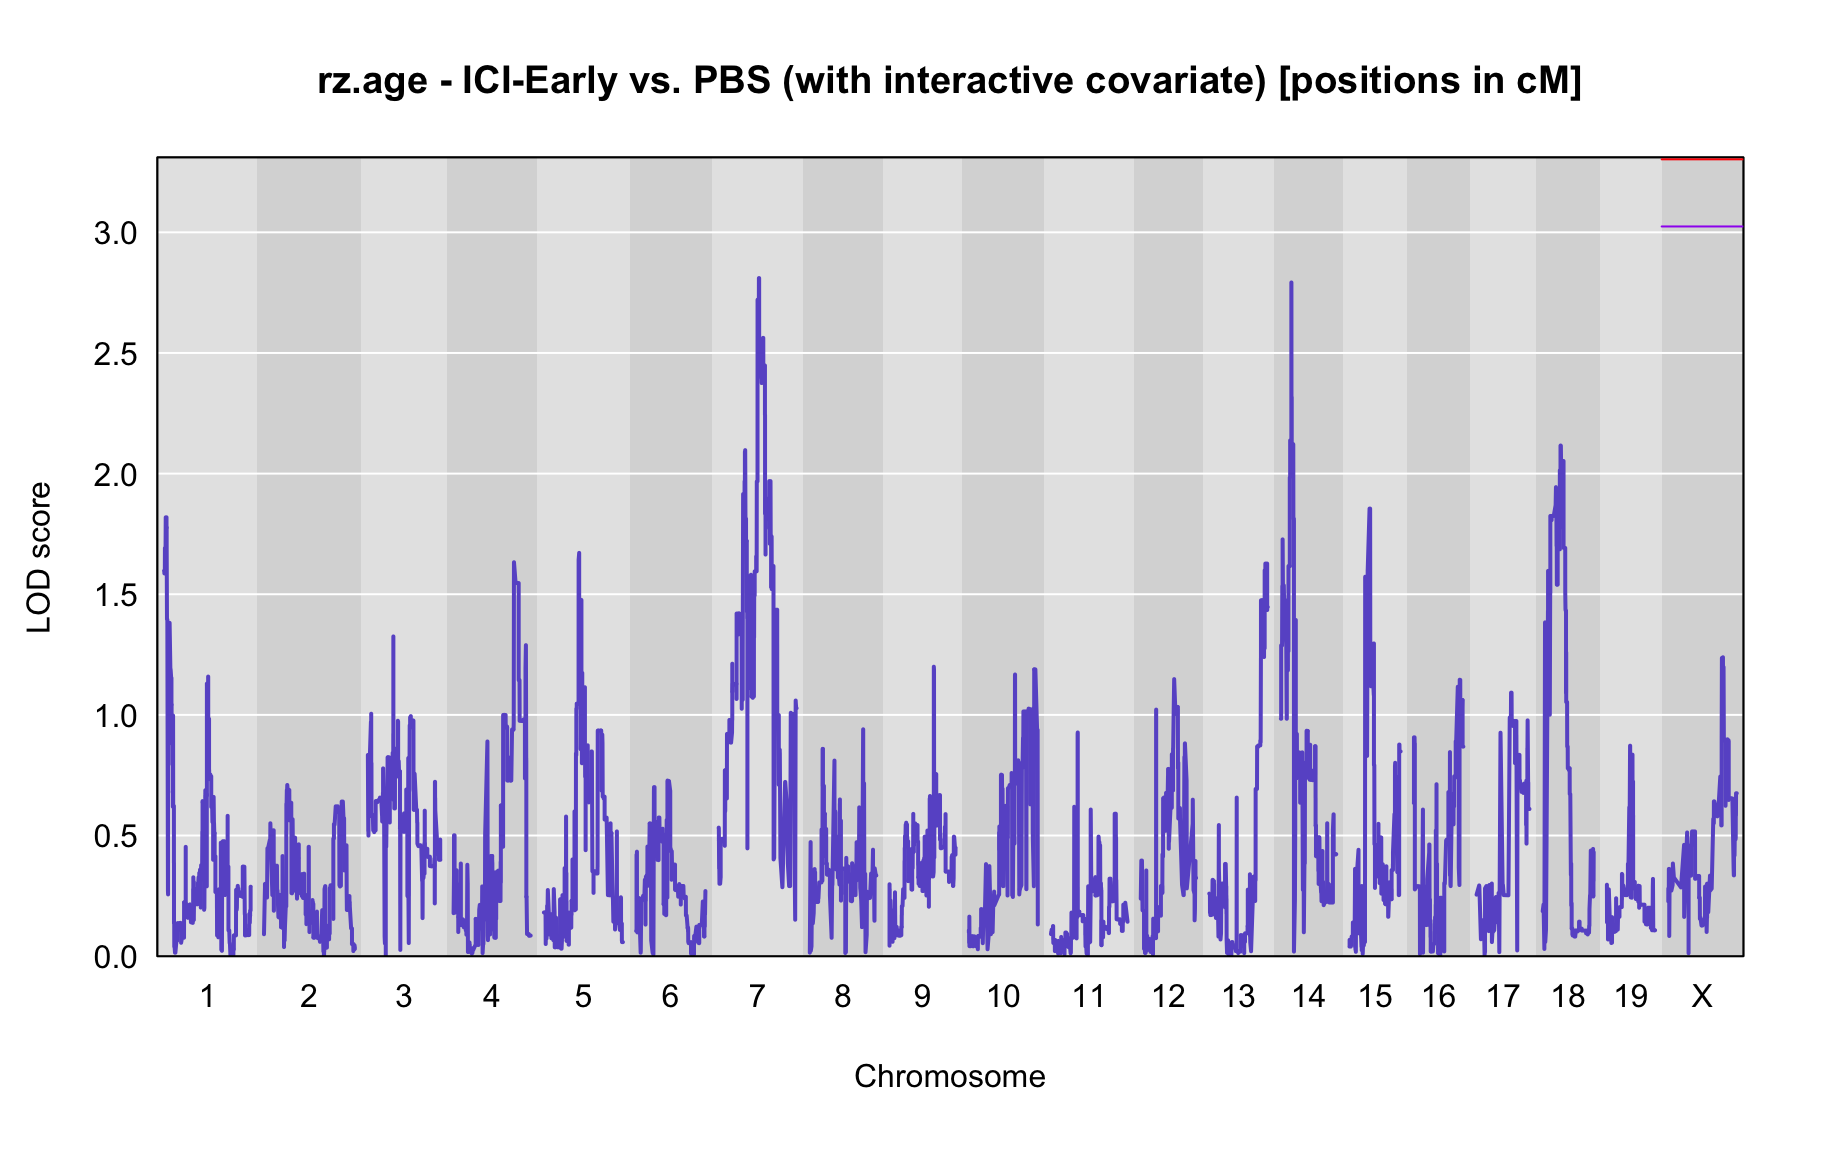 rz.age - ICI-Early vs. PBS (with interactive covariate) [positions in cM]
LOD score
3.0
2.5
2.0
1.5
1.0
0.5
0.0
1 2 3 4 5 6 7 8 9 10 11 12 13 14 15 16 17 18 19 X
Chromosome